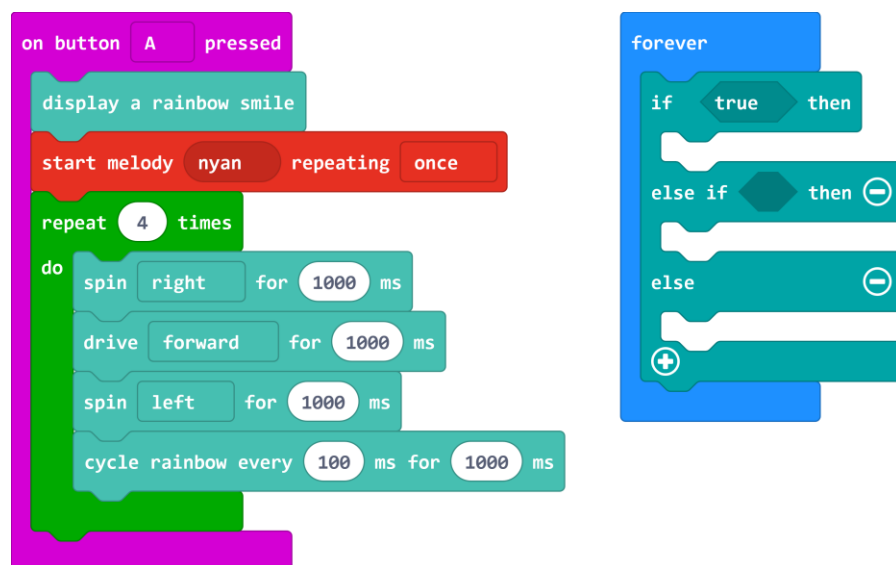 on button A pressed
display a rainbow smile
start melody nyan repeating once
repeat 4 times
do
spin right for 1000 ms
drive forward for 1000 ms
spin left for 1000 ms
cycle rainbow every 100 ms for 1000 ms
forever
if true then
else if then
else